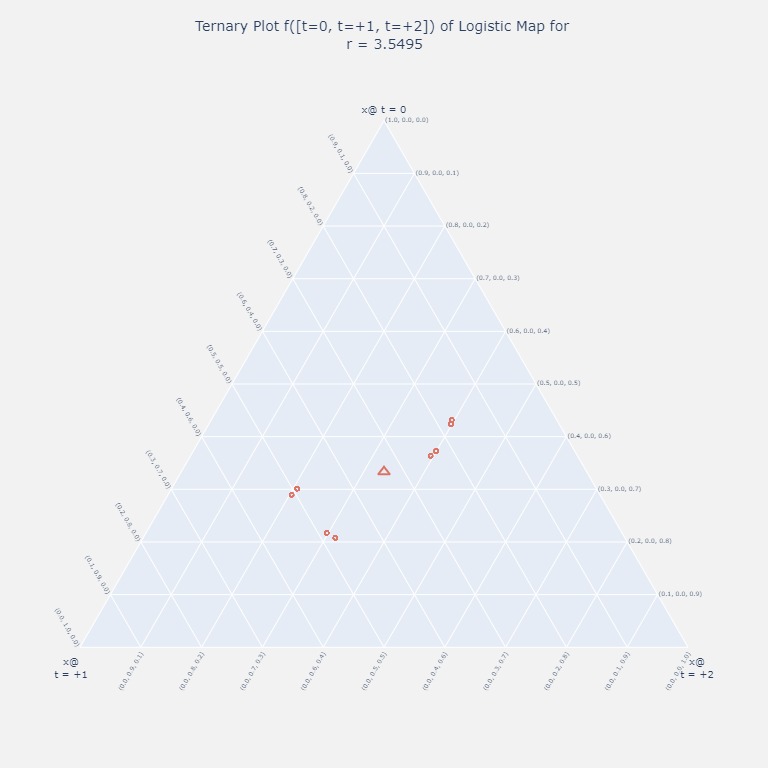 Ternary Plot f([t=0, t=+1, t=+2]) of Logistic Map for
r = 3.5495
x@ t = 0
(1.0, 0.0, 0.0)
(0.9, 0.1, 0.0)
(0.9, 0.0, 0.1)
(0.8, 0.2, 0.0)
(0.8, 0.0, 0.2)
(0.7, 0.3, 0.0)
(0.7, 0.0, 0.3)
(0.6, 0.4, 0.0)
(0.6, 0.0, 0.4)
(0.5, 0.5, 0.0)
(0.5, 0.0, 0.5)
(0.4, 0.6, 0.0)
(0.4, 0.0, 0.6)
(0.3, 0.7, 0.0)
(0.3, 0.0, 0.7)
(0.2, 0.8, 0.0)
(0.2, 0.0, 0.8)
(0.1, 0.9, 0.0)
(0.1, 0.0, 0.9)
(0.0, 1.0, 0.0)
x@
t = +1
(0.0, 0.9, 0.1)
(0.0, 0.8, 0.2)
(0.0, 0.7, 0.3)
(0.0, 0.6, 0.4)
(0.0, 0.5, 0.5)
(0.0, 0.4, 0.6)
(0.0, 0.3, 0.7)
(0.0, 0.2, 0.8)
(0.0, 0.1, 0.9)
(0.0, 0.0, 1.0)
x@
t = +2